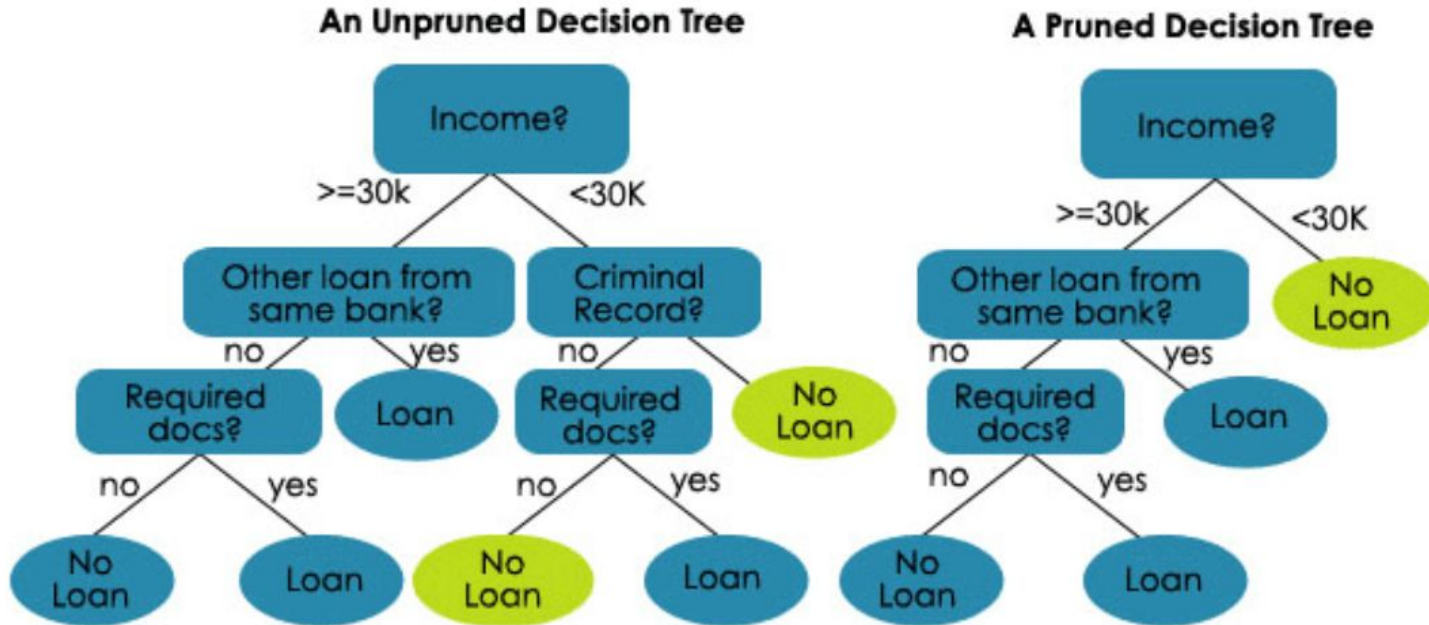 An Unpruned Decision Tree
Income?
>=30k
<30K
Other loan from
same bank?
Criminal
Record?
no
yes
no
Required
docs?
Loan
Required
docs?
No
Loan
no
yes
no
yes
No
Loan
Loan
No
Loan
Loan
A Pruned Decision Tree
Income?
>=30k
<30K
Other loan from
same bank?
No
Loan
no
yes
Required
docs?
Loan
no
yes
No
Loan
Loan